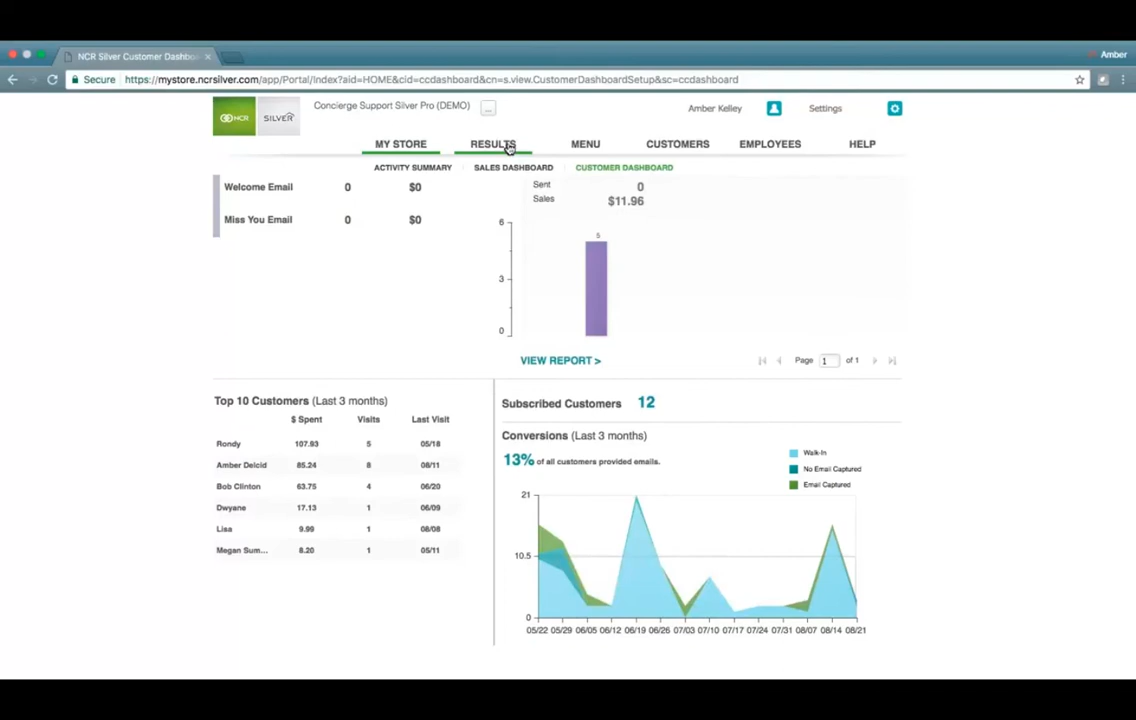 NCR Silver Customer Dashbo
Amber
Secure https://mystore.ncrsilver.com/app/Portal/Index?aid=HOME&cid=ccdashboard&cn=s.view.CustomerDashboardSetup&sc=ccdashboard
NCR SILVER
Concierge Support Silver Pro (DEMO) ...
Amber Kelley Settings
MY STORE RESULTS MENU CUSTOMERS EMPLOYEES HELP
ACTIVITY SUMMARY SALES DASHBOARD CUSTOMER DASHBOARD
Welcome Email 0 $0
Miss You Email 0 $0
Sent 0
Sales $11.96
6
5
3
0
VIEW REPORT >
Page 1 of 1
Top 10 Customers (Last 3 months)
$ Spent Visits Last Visit
Rondy 107.93 5 05/18
Amber Delcid 85.24 8 08/11
Bob Clinton 63.75 4 06/20
Dwyane 17.13 1 06/09
Lisa 9.99 1 08/08
Megan Sum... 8.20 1 05/11
Subscribed Customers 12
Conversions (Last 3 months)
13% of all customers provided emails.
Walk-In
No Email Captured
Email Captured
21
10.5
0
05/22 05/29 06/05 06/12 06/19 06/26 07/03 07/10 07/17 07/24 07/31 08/07 08/14 08/21